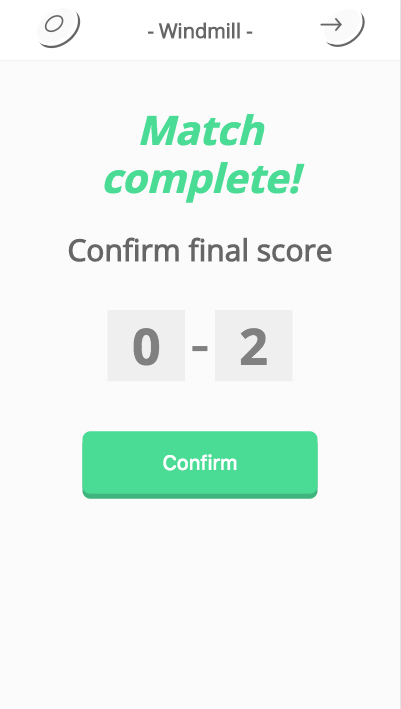 - Windmill -
Match
complete!
Confirm final score
0 - 2
Confirm